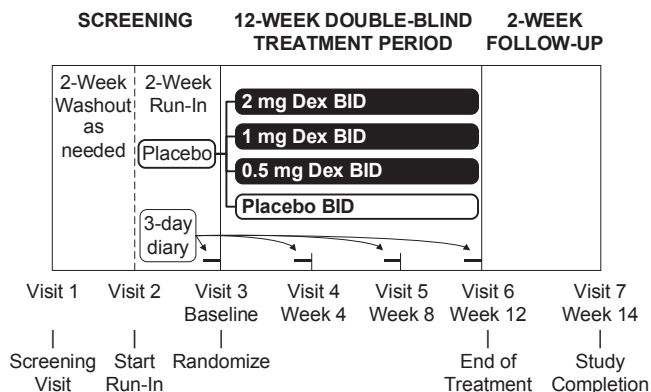 SCREENING
12-WEEK DOUBLE-BLIND
TREATMENT PERIOD
2-WEEK
FOLLOW-UP
2-Week
Washout
as
needed
2-Week
Run-In
Placebo
2 mg Dex BID
1 mg Dex BID
0.5 mg Dex BID
Placebo BID
3-day
diary
Visit 1
Visit 2
Visit 3
Baseline
Visit 4
Week 4
Visit 5
Week 8
Visit 6
Week 12
Visit 7
Week 14
Screening
Visit
Start
Run-In
Randomize
End of
Treatment
Study
Completion